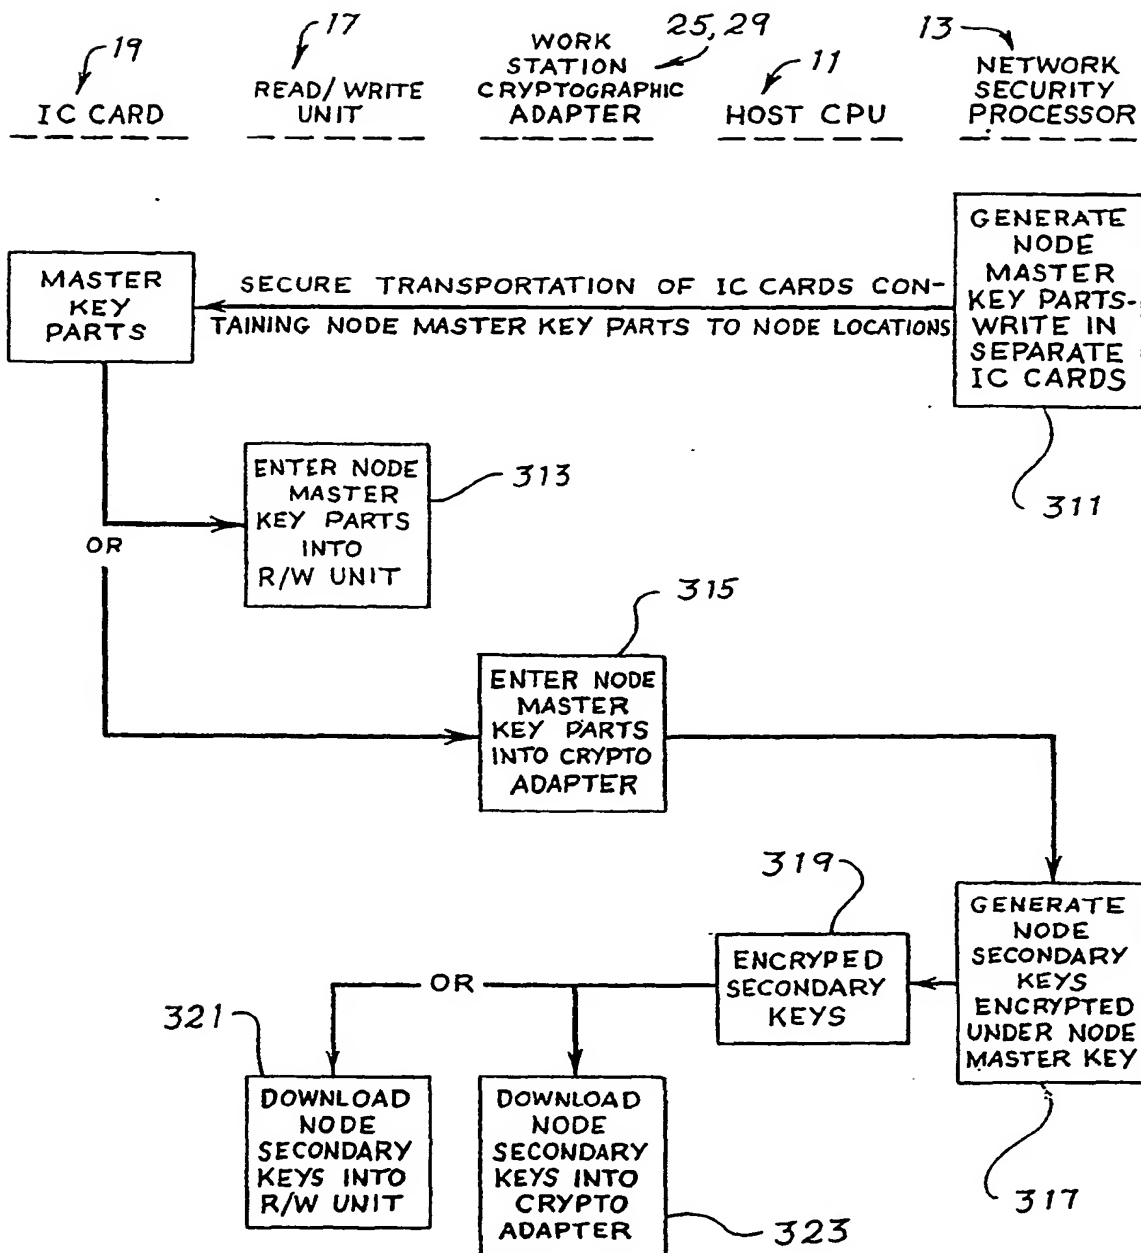 19
IC CARD
17
READ/WRITE
UNIT
25,29
WORK
STATION
CRYPTOGRAPHIC
ADAPTER
11
HOST CPU
13
NETWORK
SECURITY
PROCESSOR
GENERATE
NODE
MASTER
KEY PARTS-
WRITE IN
SEPARATE
IC CARDS
311
SECURE TRANSPORTATION OF IC CARDS CON-
TAINING NODE MASTER KEY PARTS TO NODE LOCATIONS
MASTER
KEY
PARTS
OR
ENTER NODE
MASTER
KEY PARTS
INTO
R/W UNIT
313
315
ENTER NODE
MASTER
KEY PARTS
INTO CRYPTO
ADAPTER
GENERATE
NODE
SECONDARY
KEYS
ENCRYPTED
UNDER NODE
MASTER KEY
317
319
ENCRYPED
SECONDARY
KEYS
OR
321
DOWNLOAD
NODE
SECONDARY
KEYS INTO
R/W UNIT
DOWNLOAD
NODE
SECONDARY
KEYS INTO
CRYPTO
ADAPTER
323